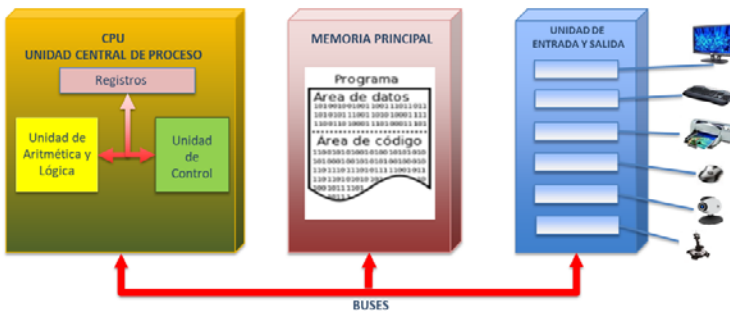 CPU
UNIDAD CENTRAL DE PROCESO
Registros
Unidad de
Aritmética y
Lógica
Unidad
de
Control
MEMORIA PRINCIPAL
Programa
Area de datos
Area de código
UNIDAD DE
ENTRADA Y SALIDA
BUSES